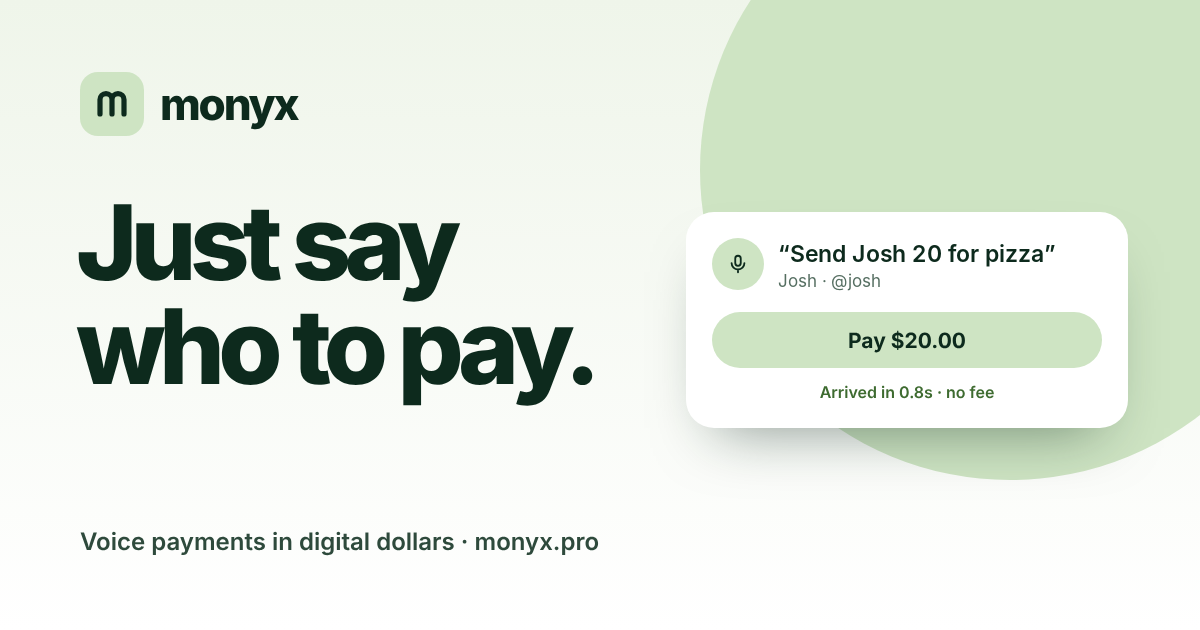 m monyx
Just say
who to pay.
“Send Josh 20 for pizza”
Josh · @josh
Pay $20.00
Arrived in 0.8s · no fee
Voice payments in digital dollars · monyx.pro